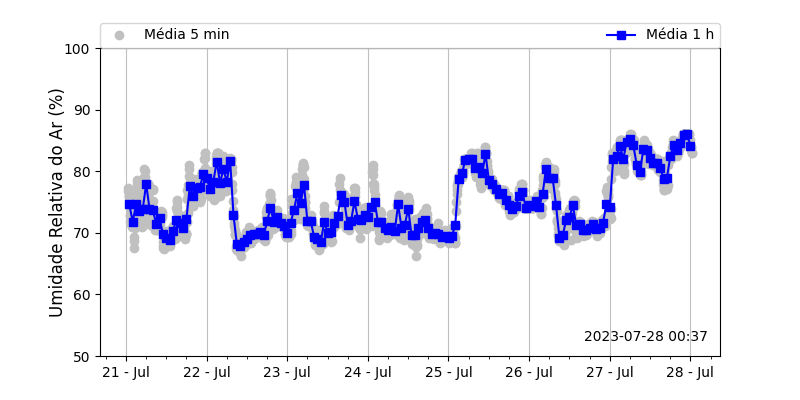 Média 5 min
Média 1 h
100
90
80
70
60
50
Umidade Relativa do Ar (%)
2023-07-28 00:37
21 - Jul
22 - Jul
23 - Jul
24 - Jul
25 - Jul
26 - Jul
27 - Jul
28 - Jul